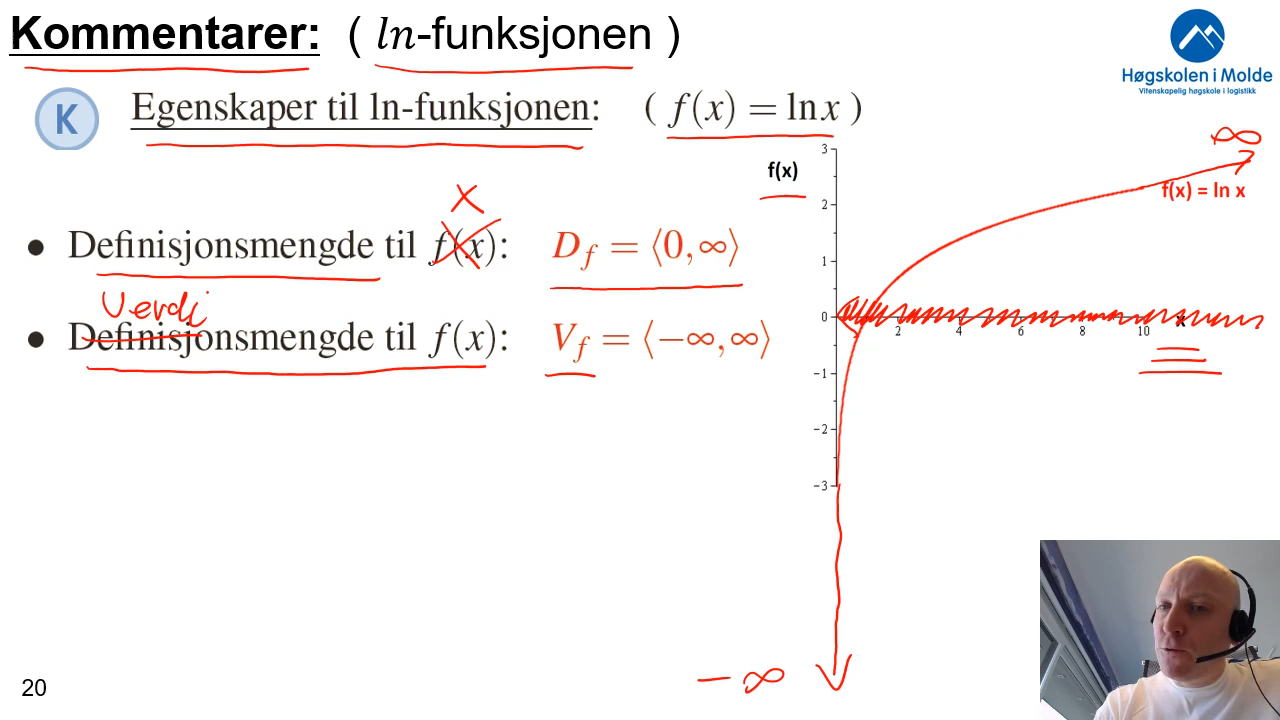 Kommentarer: ( ln-funksjonen )
Høgskolen i Molde
Vitenskapelig høgskole i logistikk
K
Egenskaper til ln-funksjonen: ( f(x) = ln x )
∞
3
f(x)
f(x) = ln x
2
x
• Definisjonsmengde til f(x): D_f = ⟨0, ∞⟩
1
Verdi
0 2 4 6 8 10 x
• Definisjonsmengde til f(x): V_f = ⟨−∞, ∞⟩
−1
−2
−3
− ∞
20